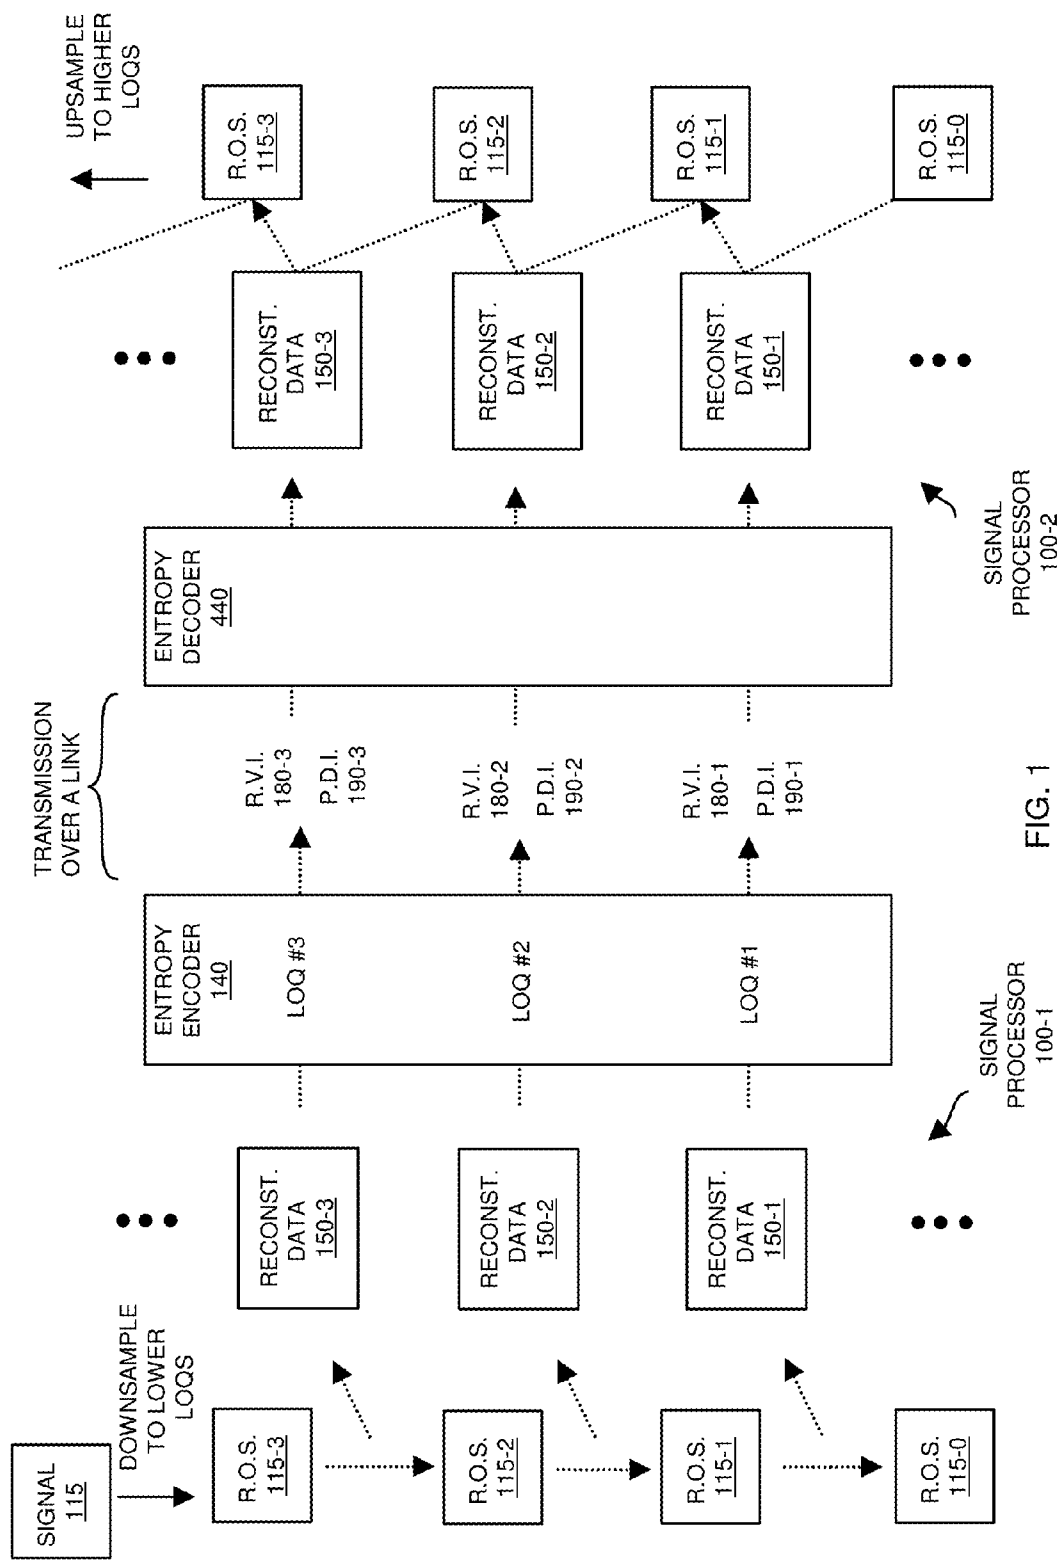 SIGNAL
115
DOWNSAMPLE
TO LOWER
LOQS
R.O.S.
115-3
R.O.S.
115-2
R.O.S.
115-1
R.O.S.
115-0
RECONST.
DATA
150-3
RECONST.
DATA
150-2
RECONST.
DATA
150-1
SIGNAL
PROCESSOR
100-1
ENTROPY
ENCODER
140
LOQ #3
LOQ #2
LOQ #1
TRANSMISSION
OVER A LINK
R.V.I.
180-3
P.D.I.
190-3
R.V.I.
180-2
P.D.I.
190-2
R.V.I.
180-1
P.D.I.
190-1
ENTROPY
DECODER
440
RECONST.
DATA
150-3
RECONST.
DATA
150-2
RECONST.
DATA
150-1
SIGNAL
PROCESSOR
100-2
UPSAMPLE
TO HIGHER
LOQS
R.O.S.
115-3
R.O.S.
115-2
R.O.S.
115-1
R.O.S.
115-0
FIG. 1